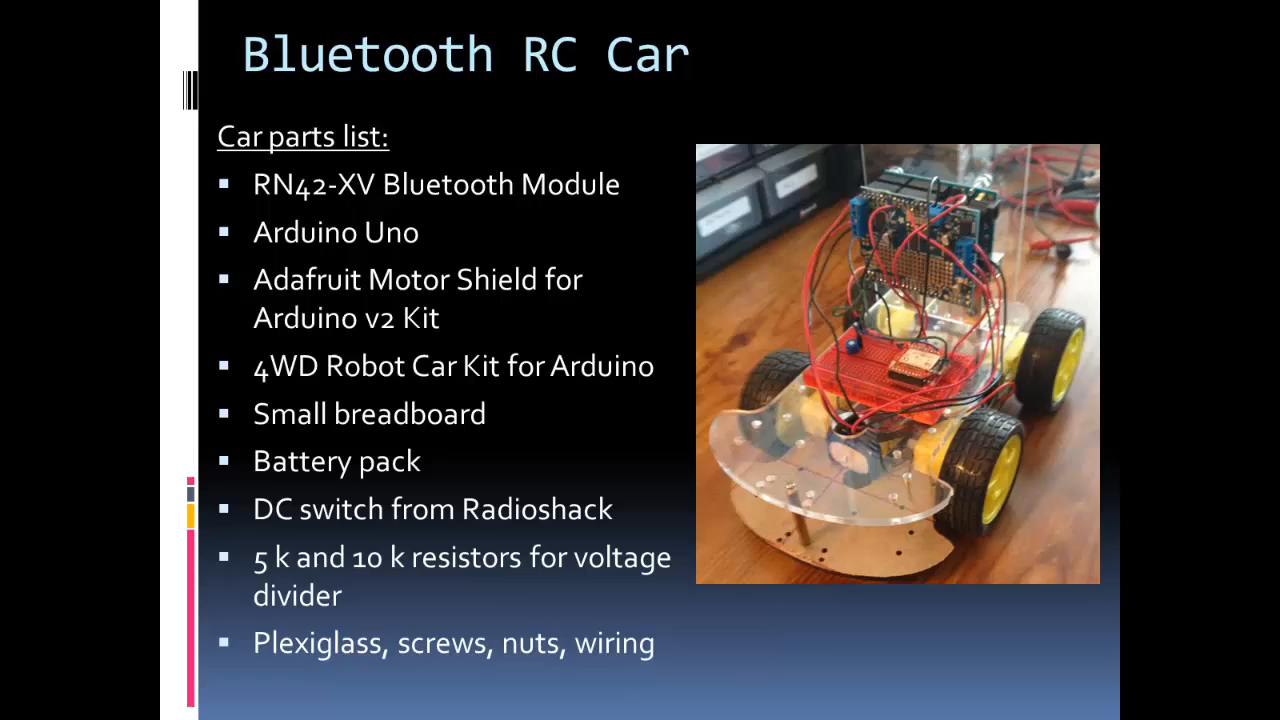 Bluetooth RC Car
Car parts list:
RN42-XV Bluetooth Module
Arduino Uno
Adafruit Motor Shield for
Arduino v2 Kit
4WD Robot Car Kit for Arduino
Small breadboard
Battery pack
DC switch from Radioshack
5 k and 10 k resistors for voltage
divider
Plexiglass, screws, nuts, wiring